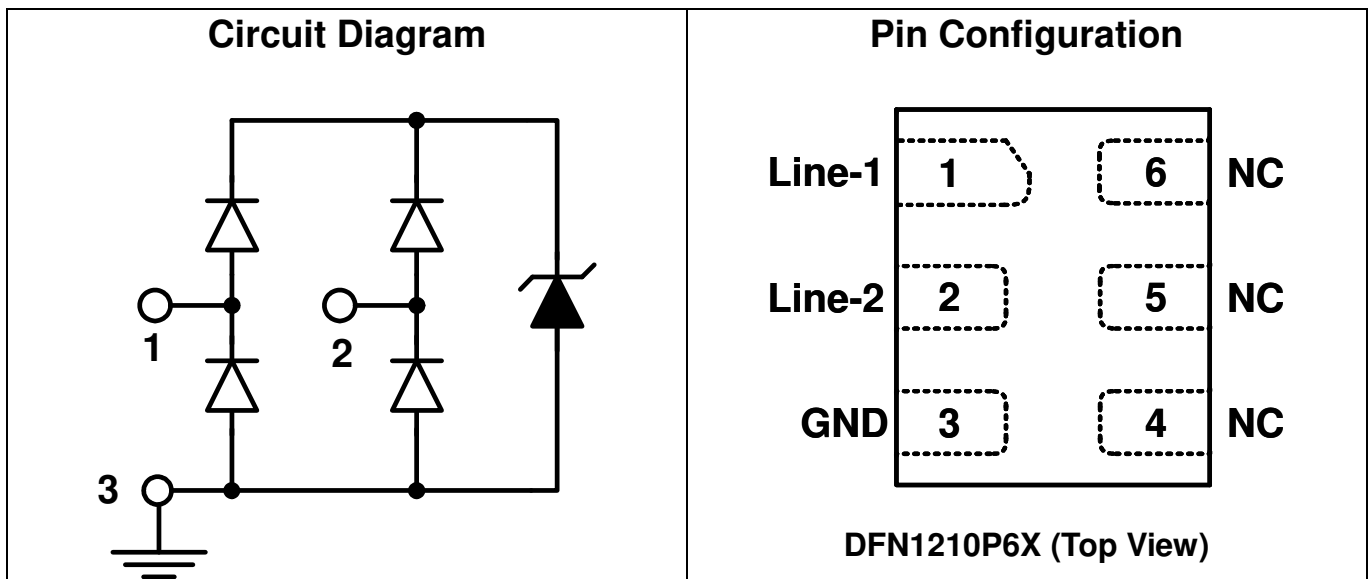 Circuit Diagram
1
2
3
Pin Configuration
Line-1 1 6 NC
Line-2 2 5 NC
GND 3 4 NC
DFN1210P6X (Top View)